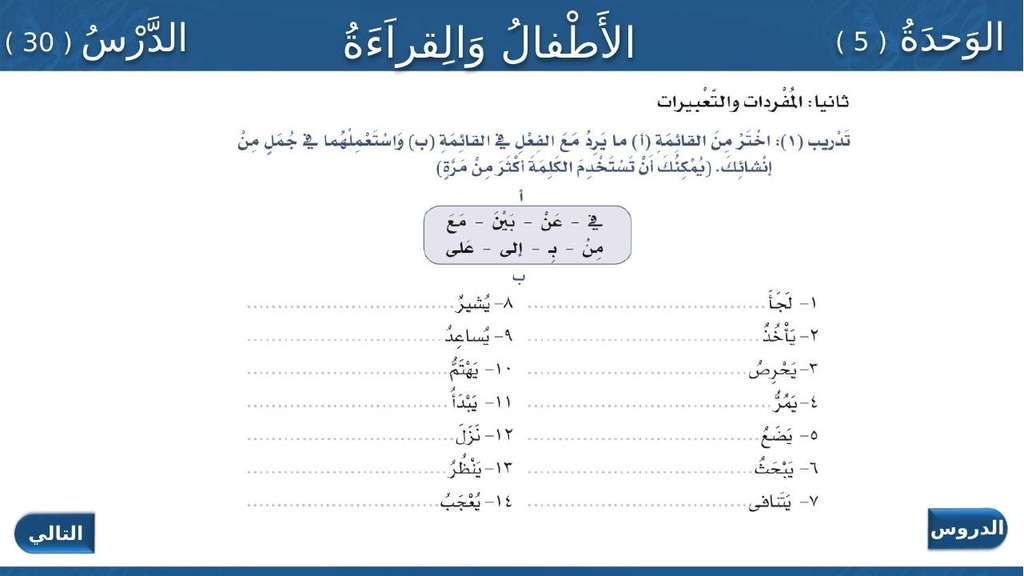 الوَحدَةُ ( 5 )
الأَطْفالُ وَالِقراَءَةُ
الدَّرْسُ ( 30 )
ثانيا: المُفْردات والتَّعْبيرات
تَدْريب (١): اخْتَرْ مِنَ القائمَةِ (أ) ما يَرِدُ مَعَ الفِعْلِ في القائِمَةِ (ب) وَاسْتَعْمِلْهُما في جُمَلٍ مِنْ
إنْشائِكَ. (يُمْكِنُكَ أنْ تَسْتَخْدِمَ الكَلِمَةَ أكْثَرَ مِنْ مَرَّةٍ)
أ
في - عَنْ - بَيْنَ - مَعَ
مِنْ - بِـ - إلى - عَلى
ب
١- لَجَأَ ........................................
٢- يَأْخُذُ ........................................
٣- يَحْرِصُ ........................................
٤- يَمُرُّ ........................................
٥- يَضَعُ ........................................
٦- يَبْحَثُ ........................................
٧- يَتَنافى ........................................
٨- يُشيرُ ........................................
٩- يُساعِدُ ........................................
١٠- يَهْتَمُّ ........................................
١١- يَبْدَأُ ........................................
١٢- نَزَلَ ........................................
١٣- يَنْظُرُ ........................................
١٤- يُعْجَبُ ........................................
الدروس
التالي